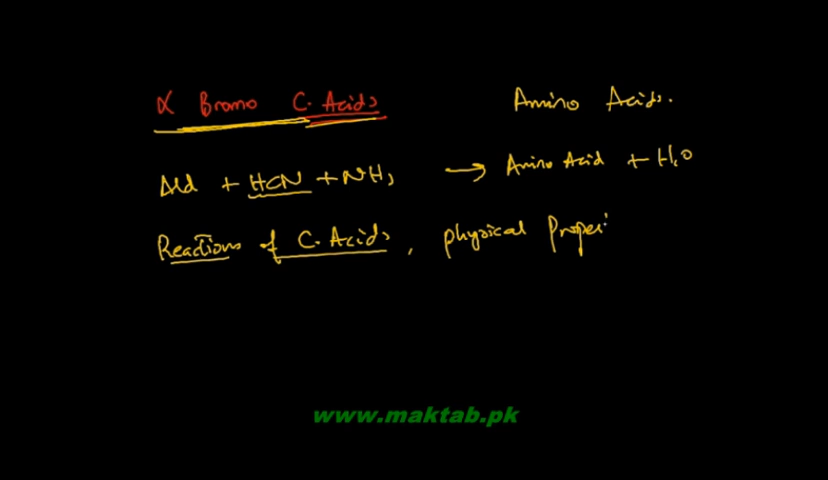 α Bromo C. Acids Amino Acids.
Ald + HCN + NH3 → Amino Acid + H2O
Reactions of C. Acids, physical Proper
www.maktab.pk